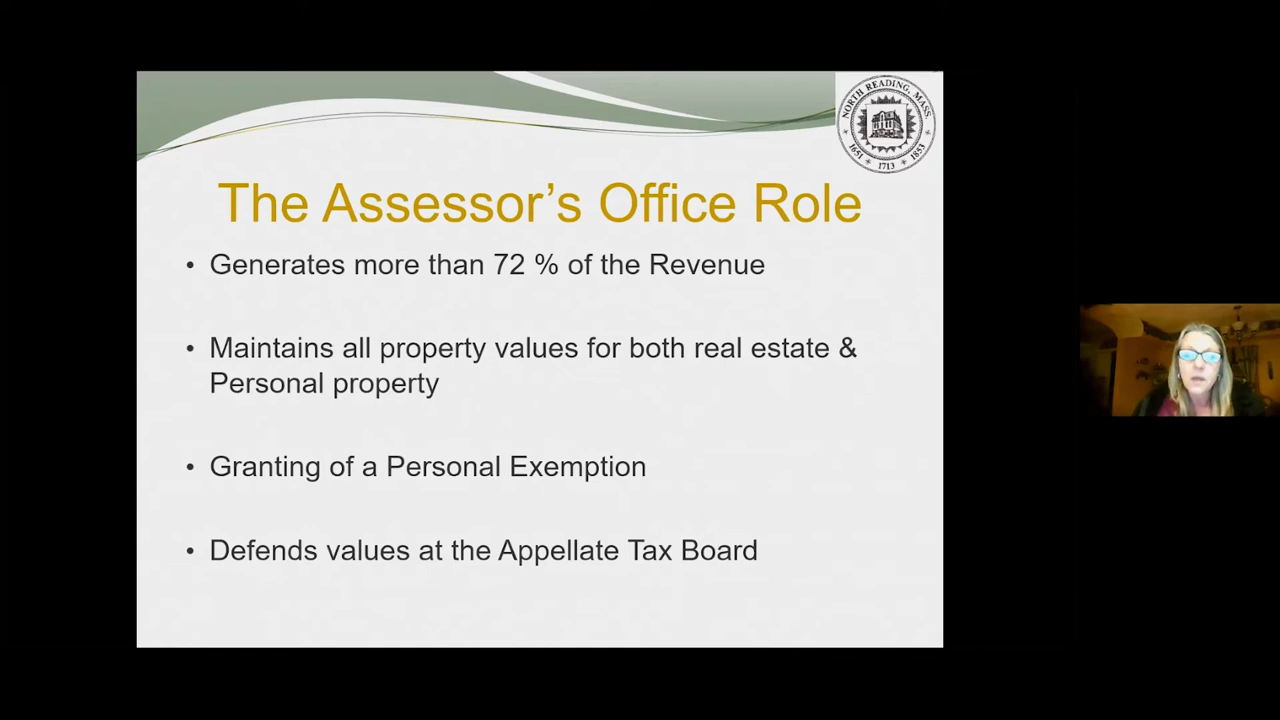 NORTH READING, MASS.
1651 1713 1853
The Assessor's Office Role
• Generates more than 72 % of the Revenue
• Maintains all property values for both real estate &
Personal property
• Granting of a Personal Exemption
• Defends values at the Appellate Tax Board